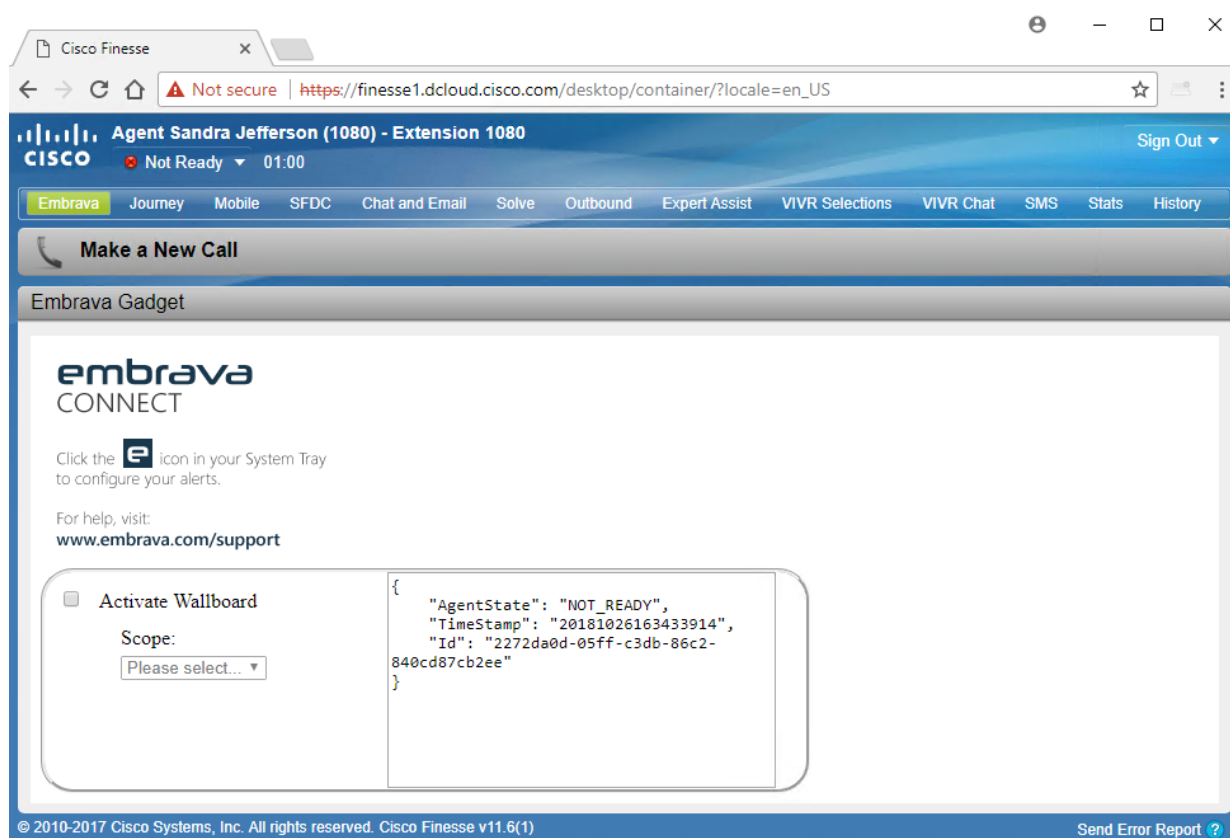 Cisco Finesse
Not secure | https://finesse1.dcloud.cisco.com/desktop/container/?locale=en_US
CISCO
Agent Sandra Jefferson (1080) - Extension 1080
Not Ready 01:00
Sign Out
Embrava Journey Mobile SFDC Chat and Email Solve Outbound Expert Assist VIVR Selections VIVR Chat SMS Stats History
Make a New Call
Embrava Gadget
embrava
CONNECT
Click the e icon in your System Tray
to configure your alerts.
For help, visit:
www.embrava.com/support
Activate Wallboard
Scope:
Please select...
{
"AgentState": "NOT_READY",
"TimeStamp": "20181026163433914",
"Id": "2272da0d-05ff-c3db-86c2-
840cd87cb2ee"
}
© 2010-2017 Cisco Systems, Inc. All rights reserved. Cisco Finesse v11.6(1)
Send Error Report ?